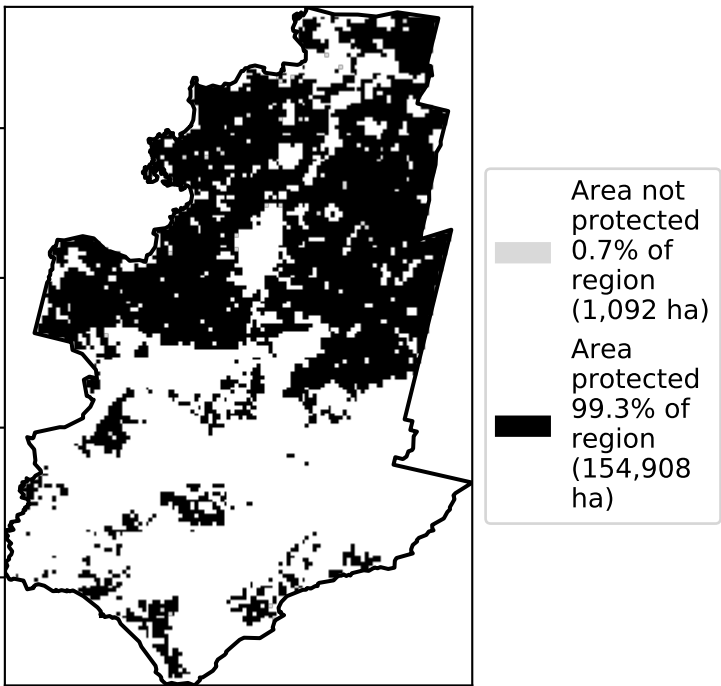 Area not
protected
0.7% of
region
(1,092 ha)
Area
protected
99.3% of
region
(154,908
ha)